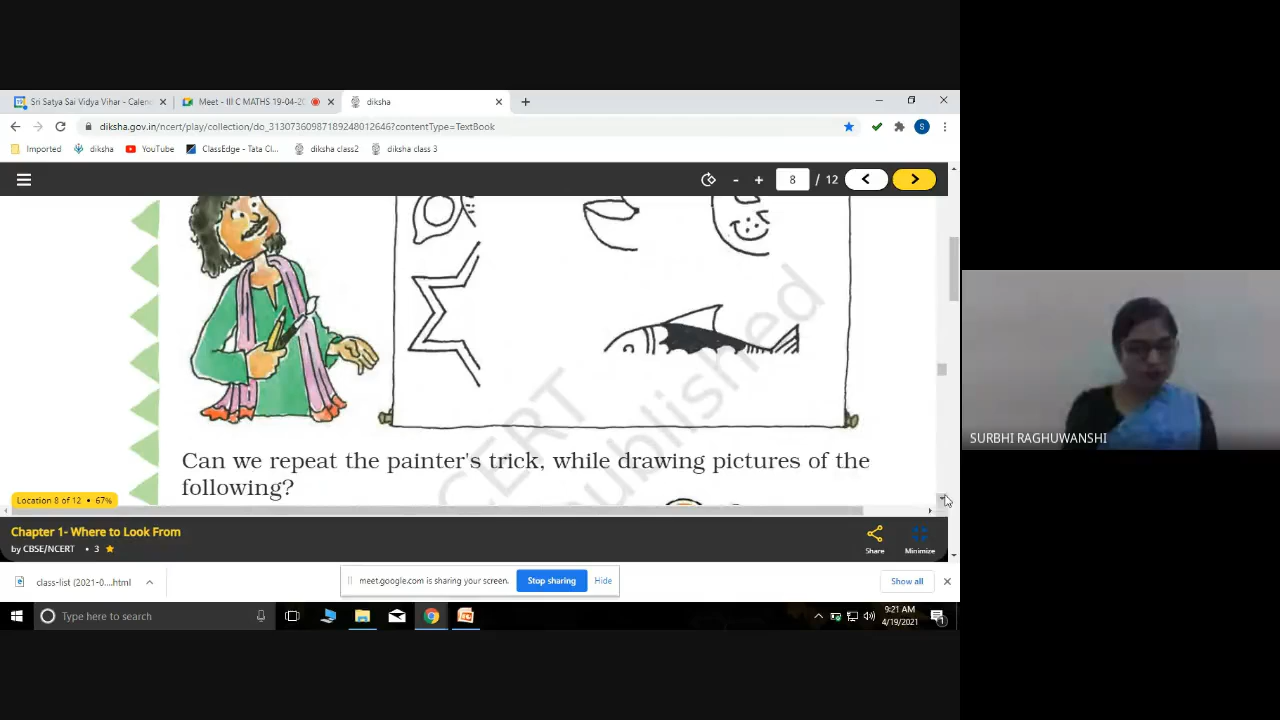 Sri Satya Sai Vidya Vihar - Calen
Meet - III C MATHS 19-04-20
diksha
diksha.gov.in/ncert/play/collection/do_31307360987189248012646?contentType=TextBook
Imported
diksha
YouTube
ClassEdge - Tata Cl...
diksha class2
diksha class 3
8 / 12
CERT
published
Can we repeat the painter's trick, while drawing pictures of the
following?
Location 8 of 12 • 67%
Chapter 1- Where to Look From
by CBSE/NCERT • 3
Share
Minimize
class-list (2021-0....html
meet.google.com is sharing your screen.
Stop sharing
Hide
Show all
Type here to search
9:21 AM
4/19/2021
SURBHI RAGHUWANSHI